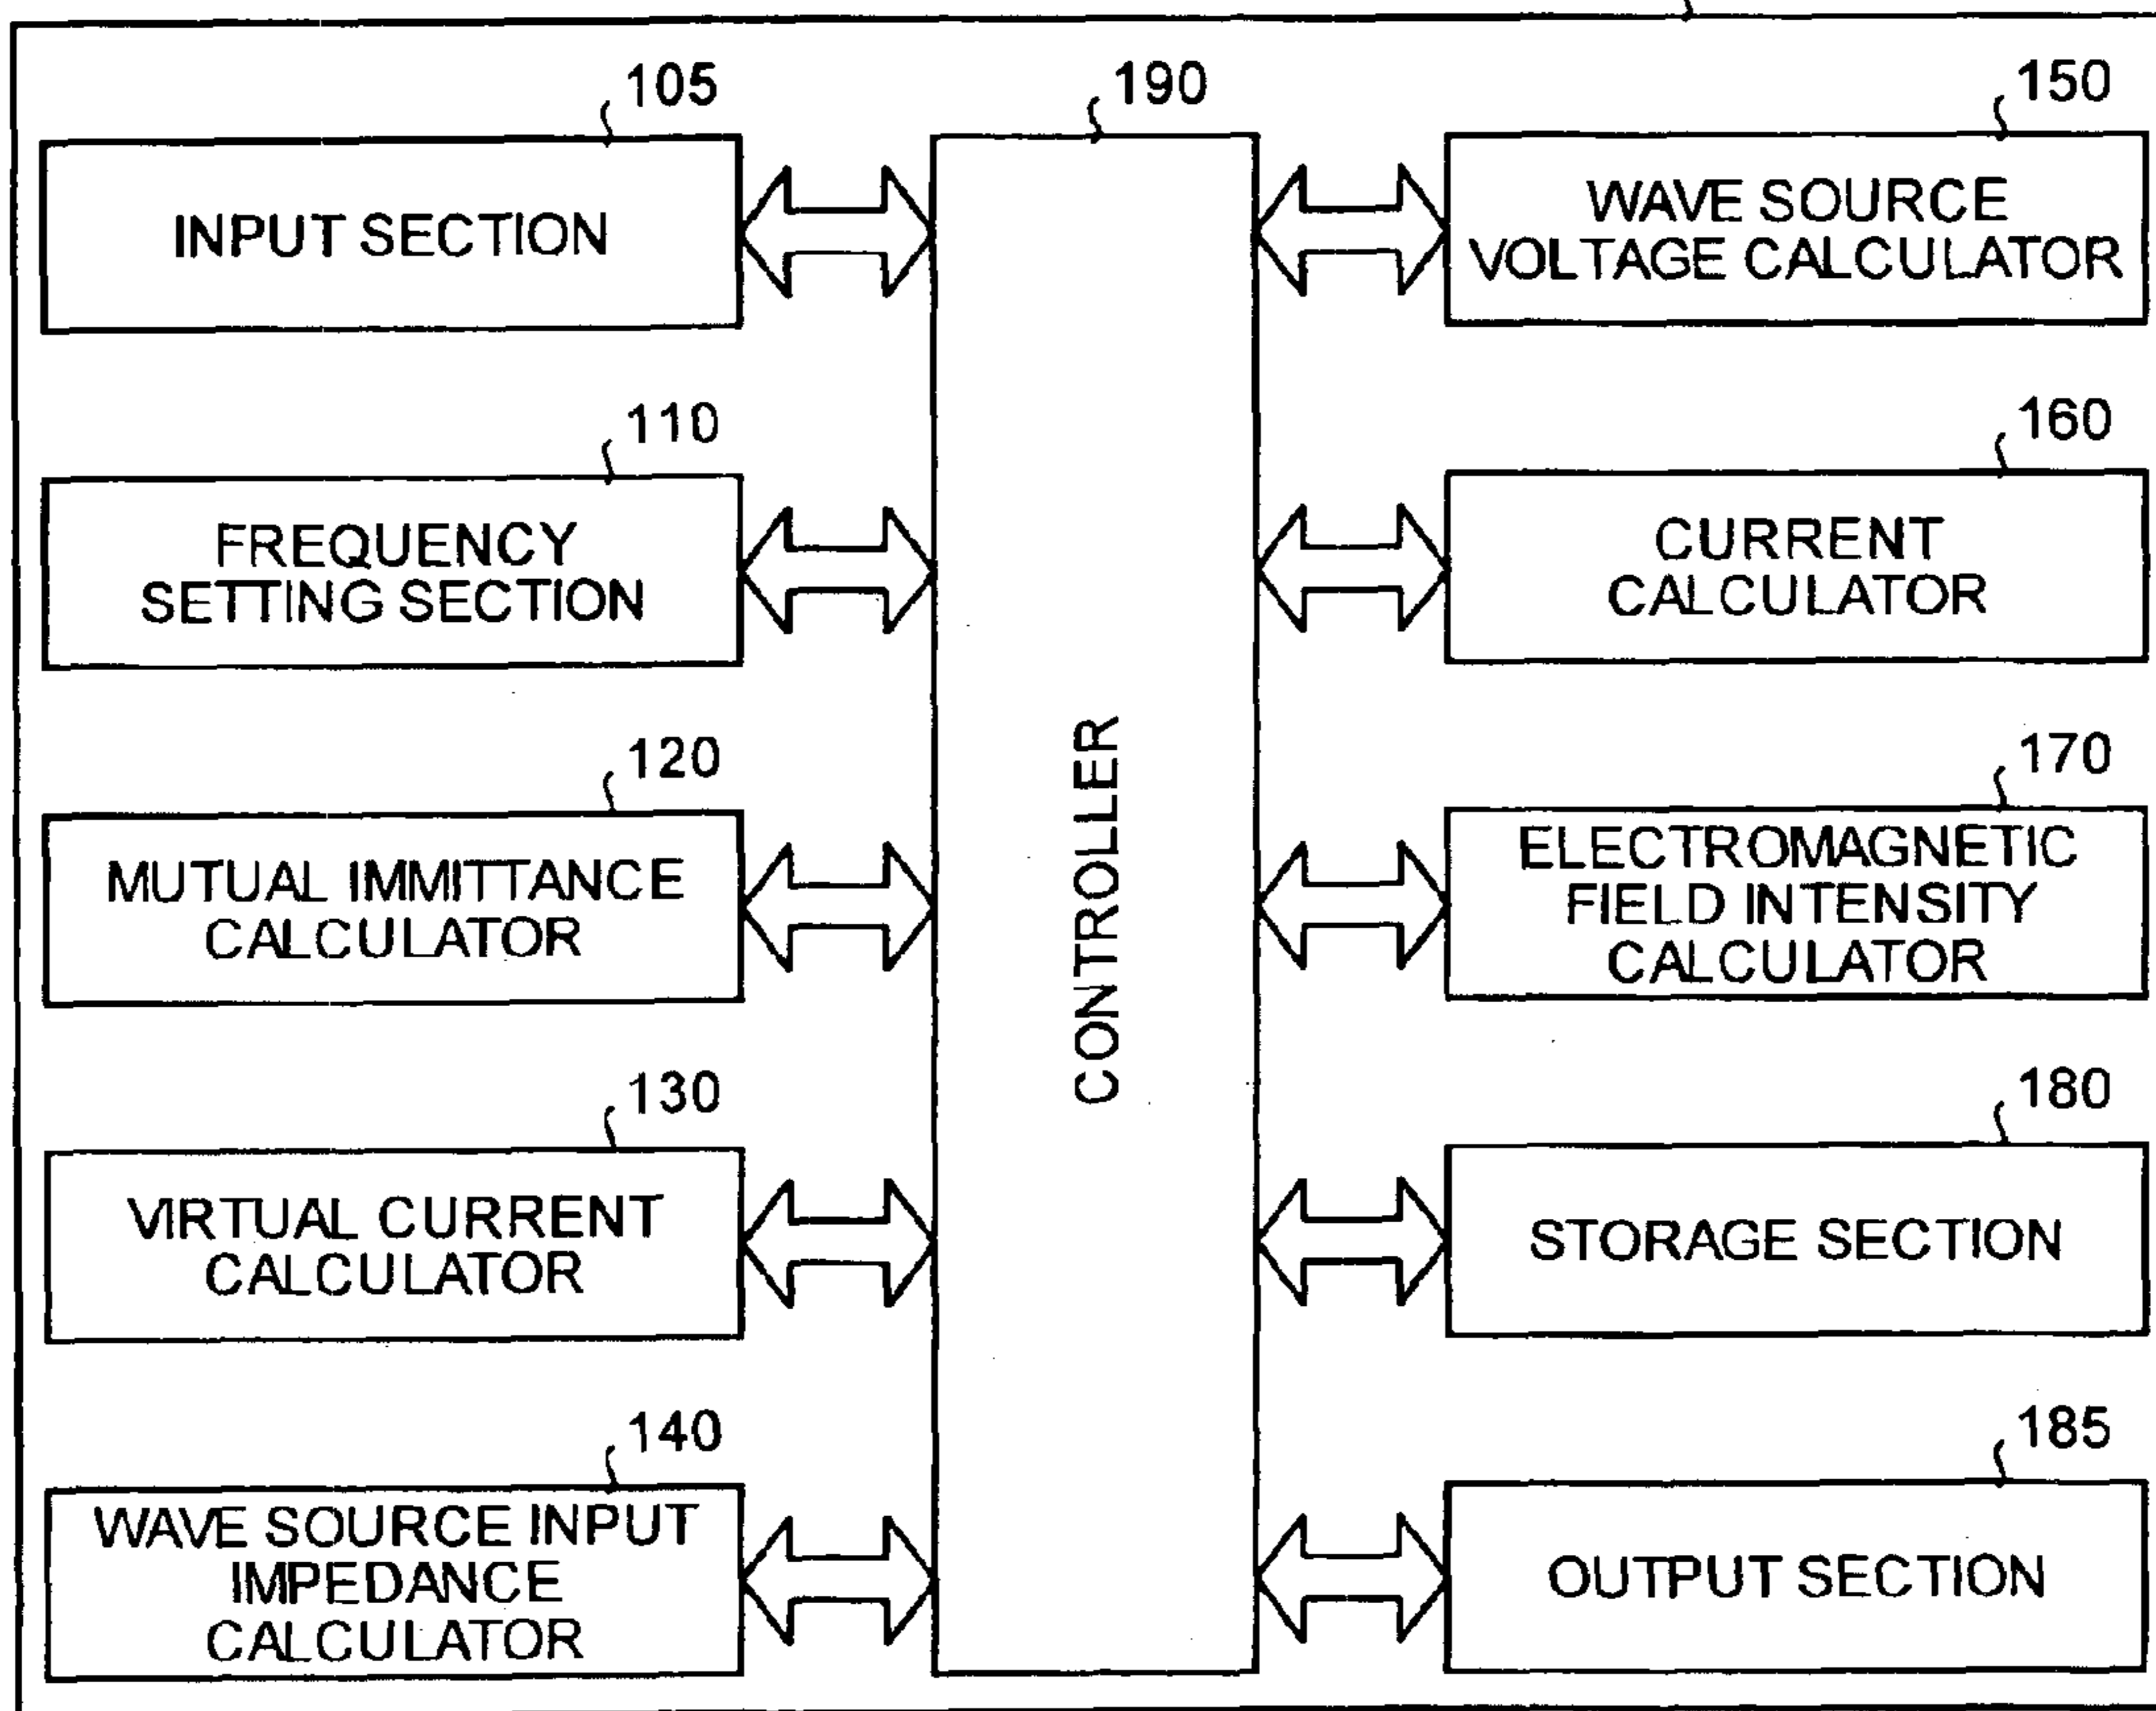 105
INPUT SECTION
110
FREQUENCY
SETTING SECTION
120
MUTUAL IMMITTANCE
CALCULATOR
130
VIRTUAL CURRENT
CALCULATOR
140
WAVE SOURCE INPUT
IMPEDANCE
CALCULATOR
190
CONTROLLER
150
WAVE SOURCE
VOLTAGE CALCULATOR
160
CURRENT
CALCULATOR
170
ELECTROMAGNETIC
FIELD INTENSITY
CALCULATOR
180
STORAGE SECTION
185
OUTPUT SECTION